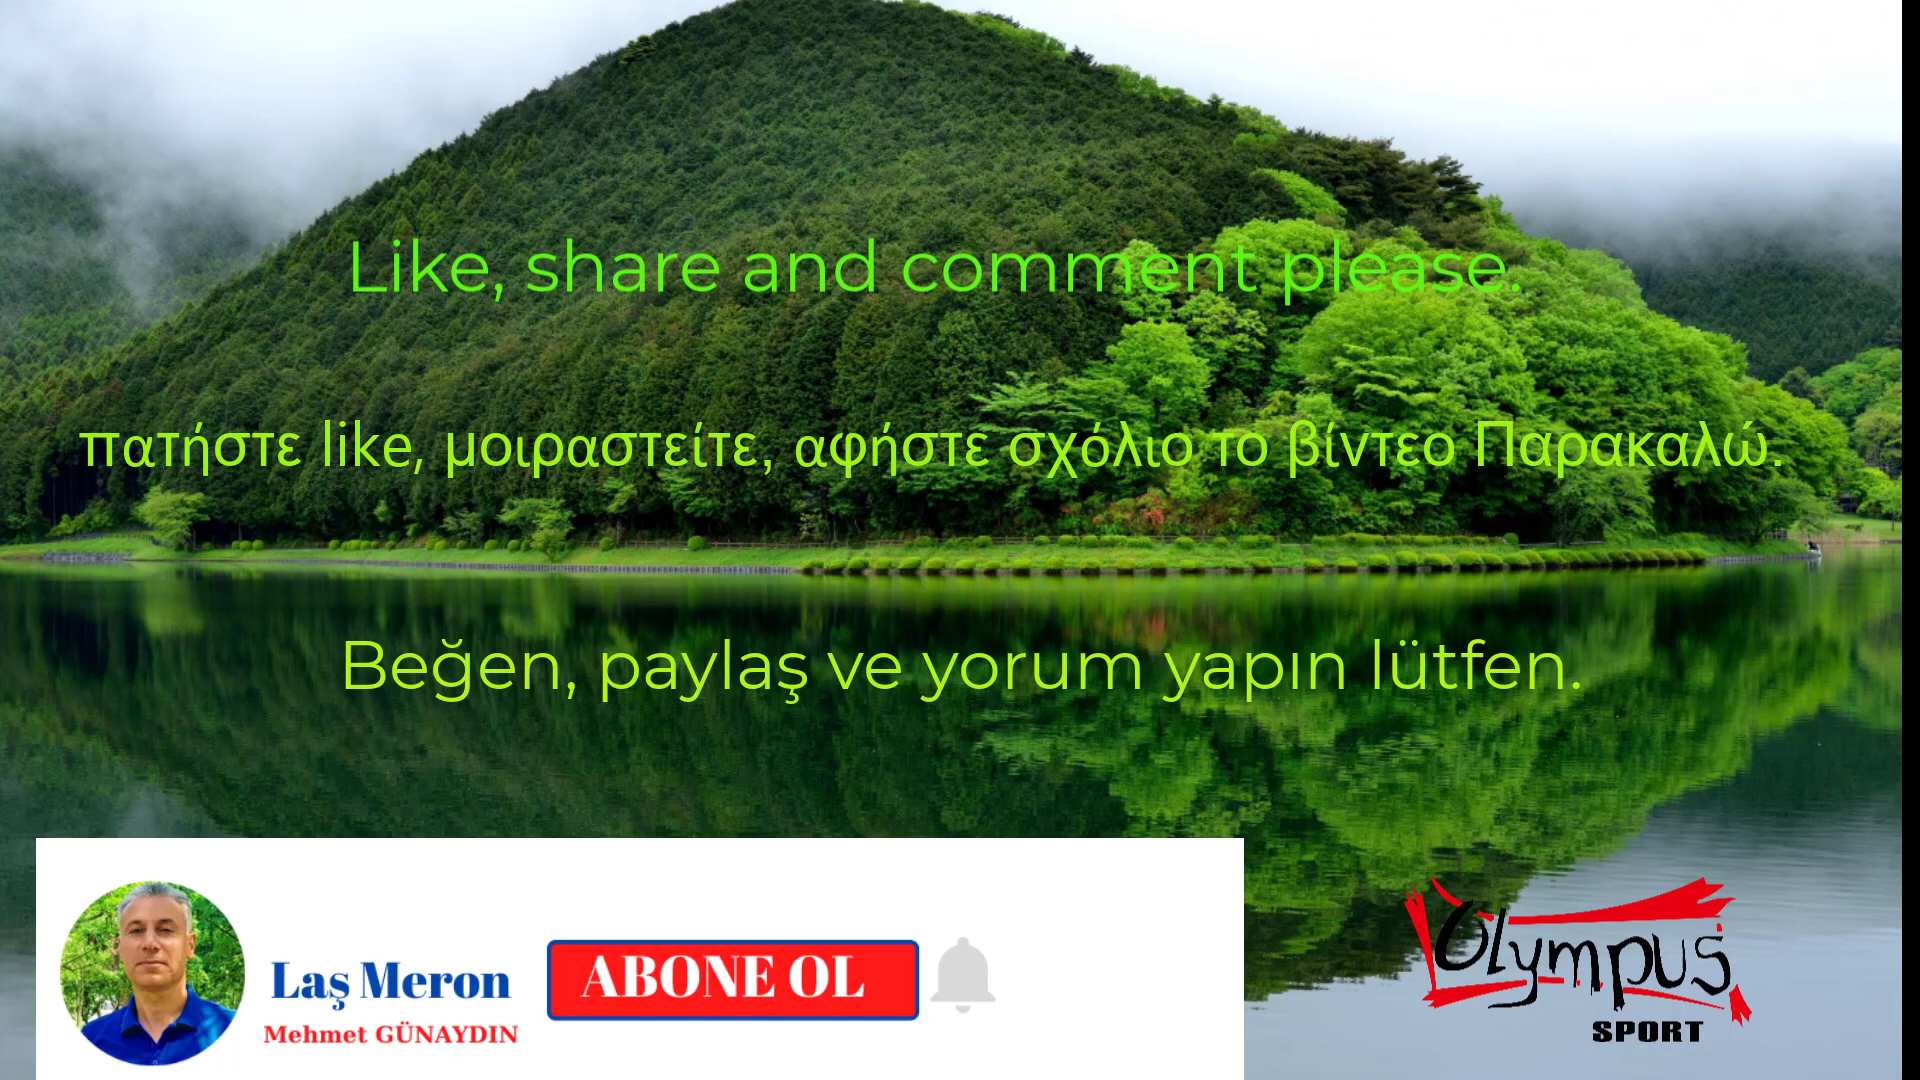 Like, share and comment please.
πατήστε like, μοιραστείτε, αφήστε σχόλιο το βίντεο Παρακαλώ.
Beğen, paylaş ve yorum yapın lütfen.
Laş Meron
Mehmet GÜNAYDIN
ABONE OL
Olympus
SPORT